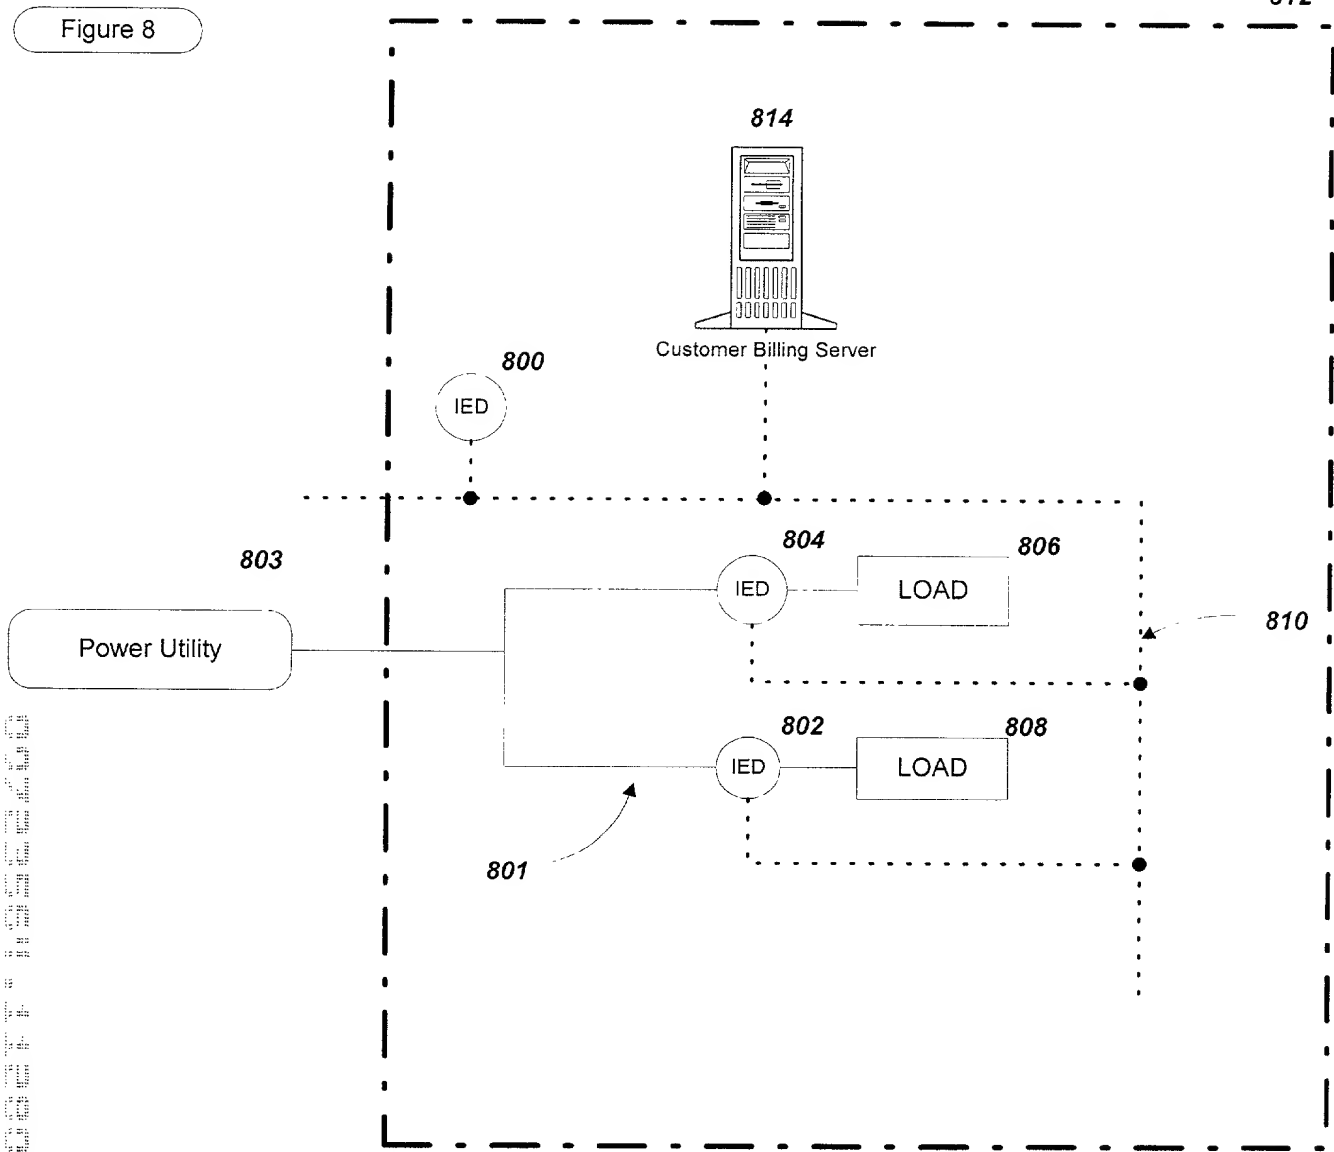 Figure 8
814
Customer Billing Server
800
IED
803
804
806
IED
LOAD
810
Power Utility
802
808
IED
LOAD
801